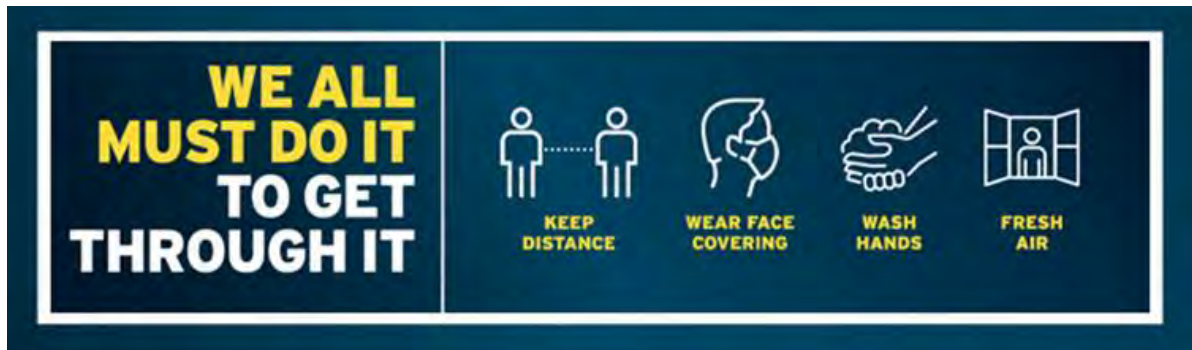 WE ALL
MUST DO IT
TO GET
THROUGH IT
KEEP
DISTANCE
WEAR FACE
COVERING
WASH
HANDS
FRESH
AIR